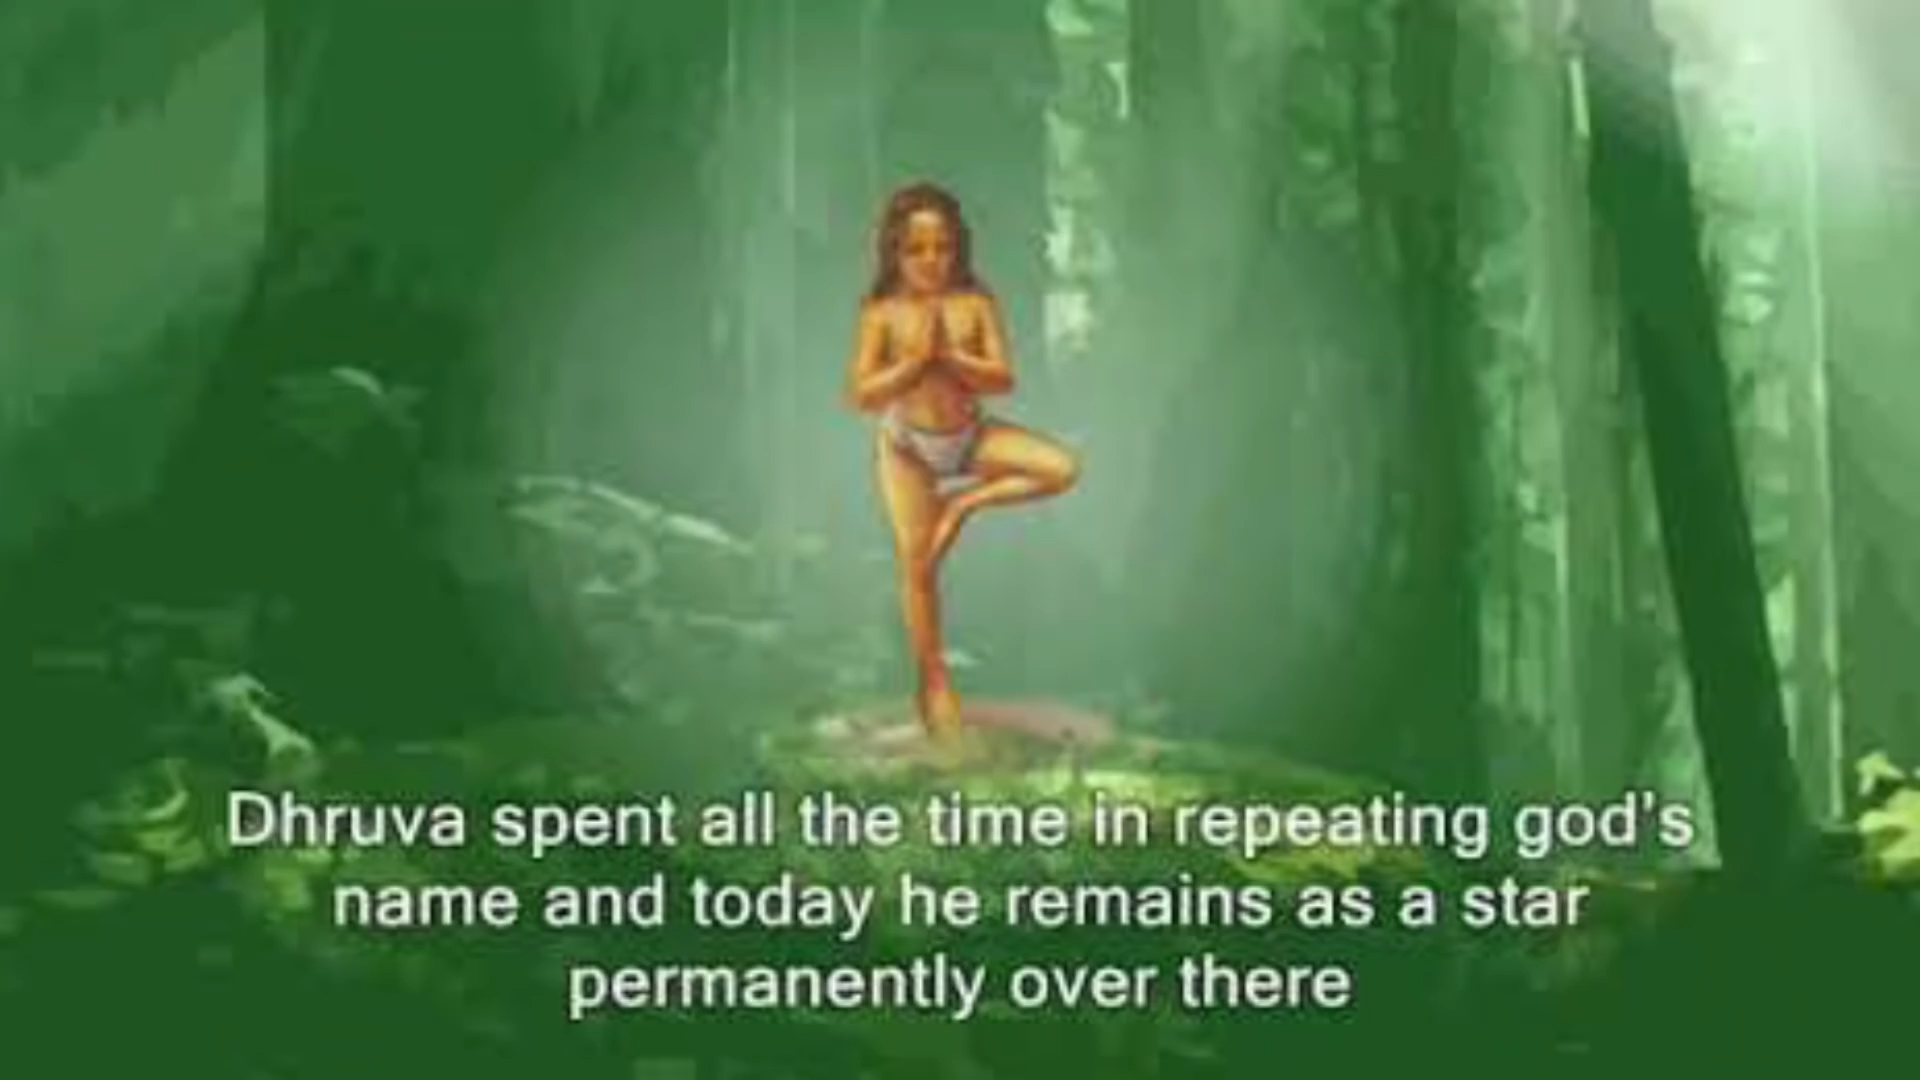 Dhruva spent all the time in repeating god's
name and today he remains as a star
permanently over there